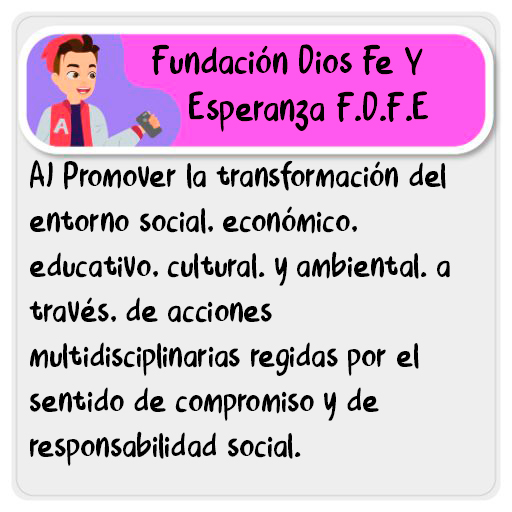 Fundación Dios Fe Y
Esperanza F.D.F.E
A
A) Promover la transformación del
entorno social. económico.
educativo. cultural. y ambiental. a
través. de acciones
multidisciplinarias regidas por el
sentido de compromiso y de
responsabilidad social.